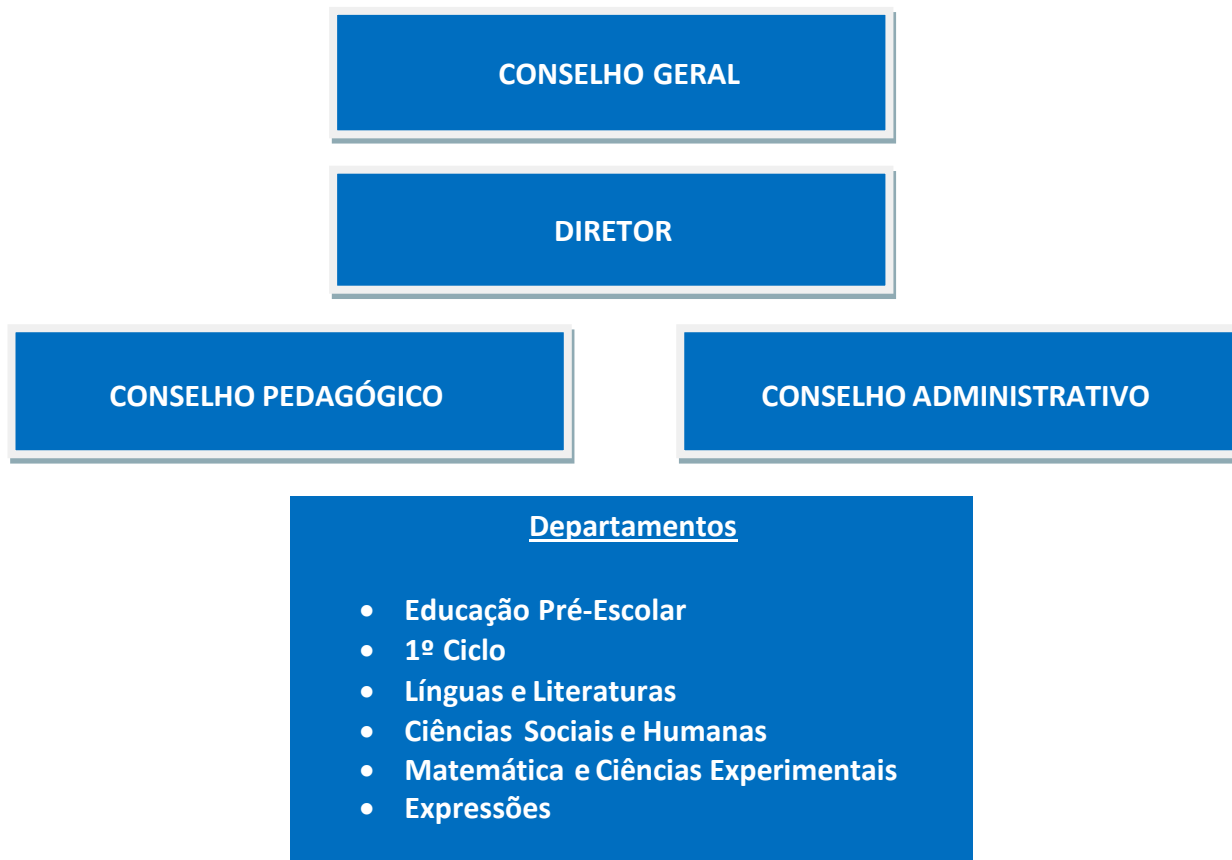 CONSELHO GERAL
DIRETOR
CONSELHO PEDAGÓGICO
CONSELHO ADMINISTRATIVO
Departamentos
• Educação Pré-Escolar
• 1º Ciclo
• Línguas e Literaturas
• Ciências Sociais e Humanas
• Matemática e Ciências Experimentais
• Expressões